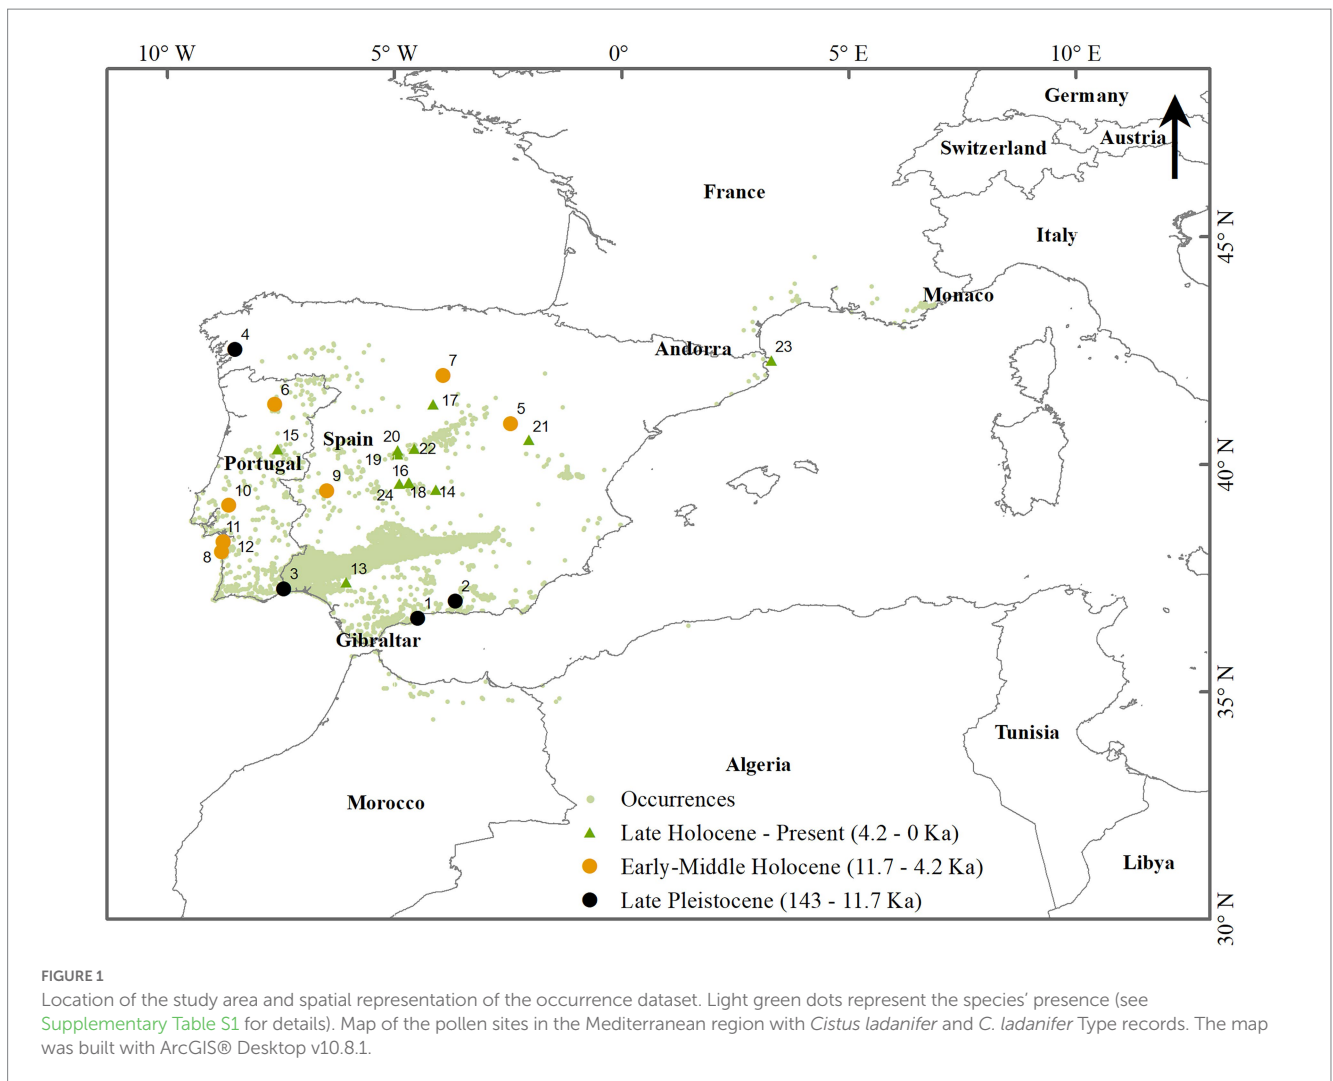 10° W 5° W 0° 5° E 10° E
Germany
Austria
Switzerland
France
45° N
Italy
Monaco
4
Andorra 23
7
6
17
5
15 20 22 21
Spain
19
Portugal
16
9
24 18 14
40° N
10
11
12
8
13
3
2
1
Gibraltar
35° N
Tunisia
Algeria
Morocco
Occurrences
Late Holocene - Present (4.2 - 0 Ka)
Early-Middle Holocene (11.7 - 4.2 Ka)
Libya
Late Pleistocene (143 - 11.7 Ka)
30° N
FIGURE 1
Location of the study area and spatial representation of the occurrence dataset. Light green dots represent the species’ presence (see
Supplementary Table S1 for details). Map of the pollen sites in the Mediterranean region with Cistus ladanifer and C. ladanifer Type records. The map
was built with ArcGIS® Desktop v10.8.1.